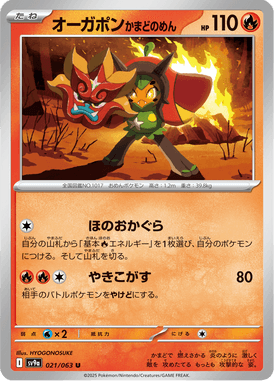 たね
オーガポン かまどのめん
HP 110
全国図鑑NO.1017 おめんポケモン 高さ：1.2m 重さ：39.8kg
ほのおかぐら
自分の山札から「基本エネルギー」を1枚選び、自分のポケモン
につける。そして山札を切る。
やきこがす 80
相手のバトルポケモンをやけどにする。
弱点 ×2 抵抗力 にげる
Illus. HYOGONOSUKE
I SV9a 021/063 U
©2025 Pokémon/Nintendo/Creatures/GAME FREAK.